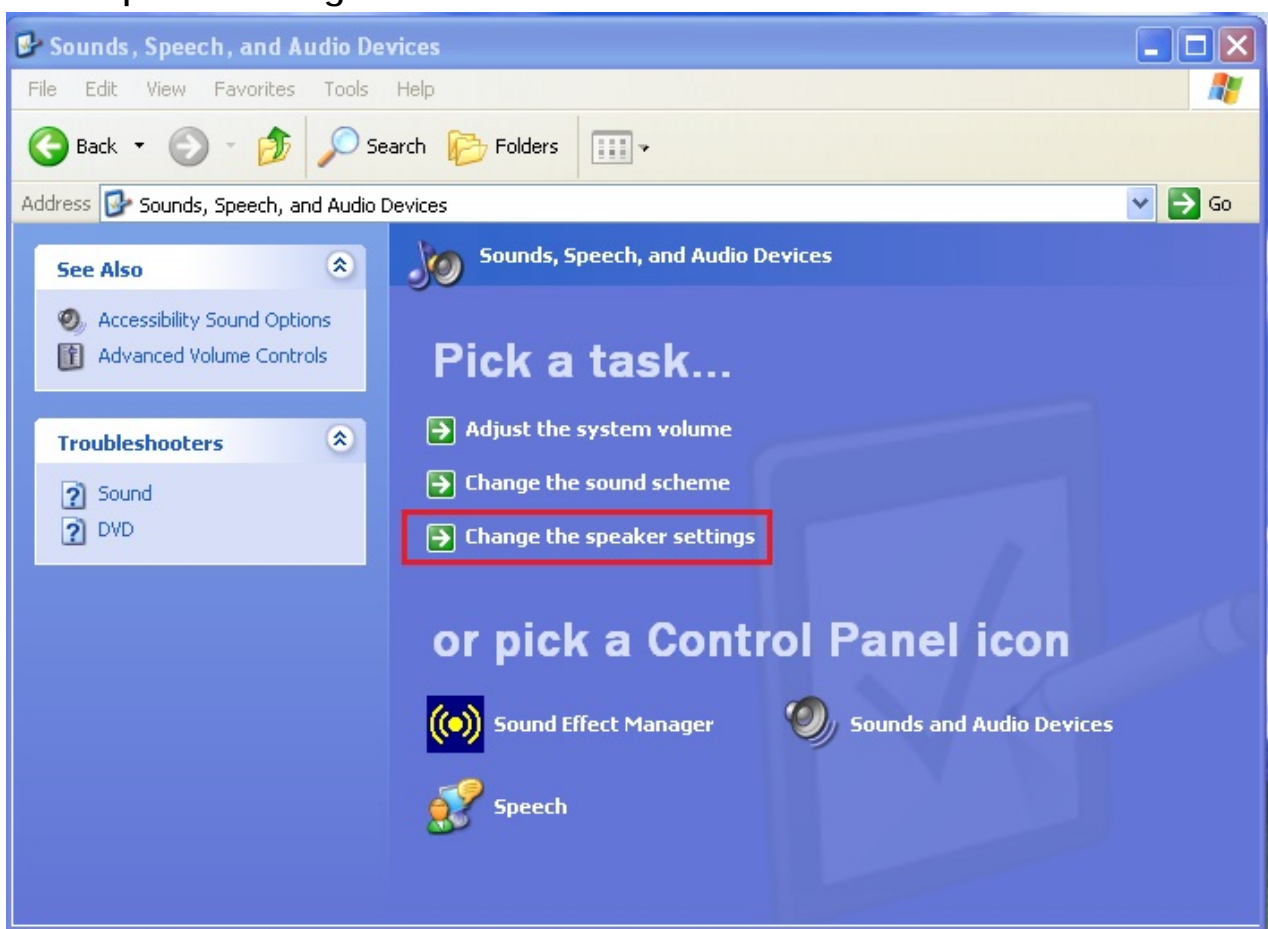 Sounds, Speech, and Audio Devices
File Edit View Favorites Tools Help
Back Search Folders
Address Sounds, Speech, and Audio Devices Go
See Also
Accessibility Sound Options
Advanced Volume Controls
Troubleshooters
Sound
DVD
Sounds, Speech, and Audio Devices
Pick a task...
Adjust the system volume
Change the sound scheme
Change the speaker settings
or pick a Control Panel icon
Sound Effect Manager
Sounds and Audio Devices
Speech